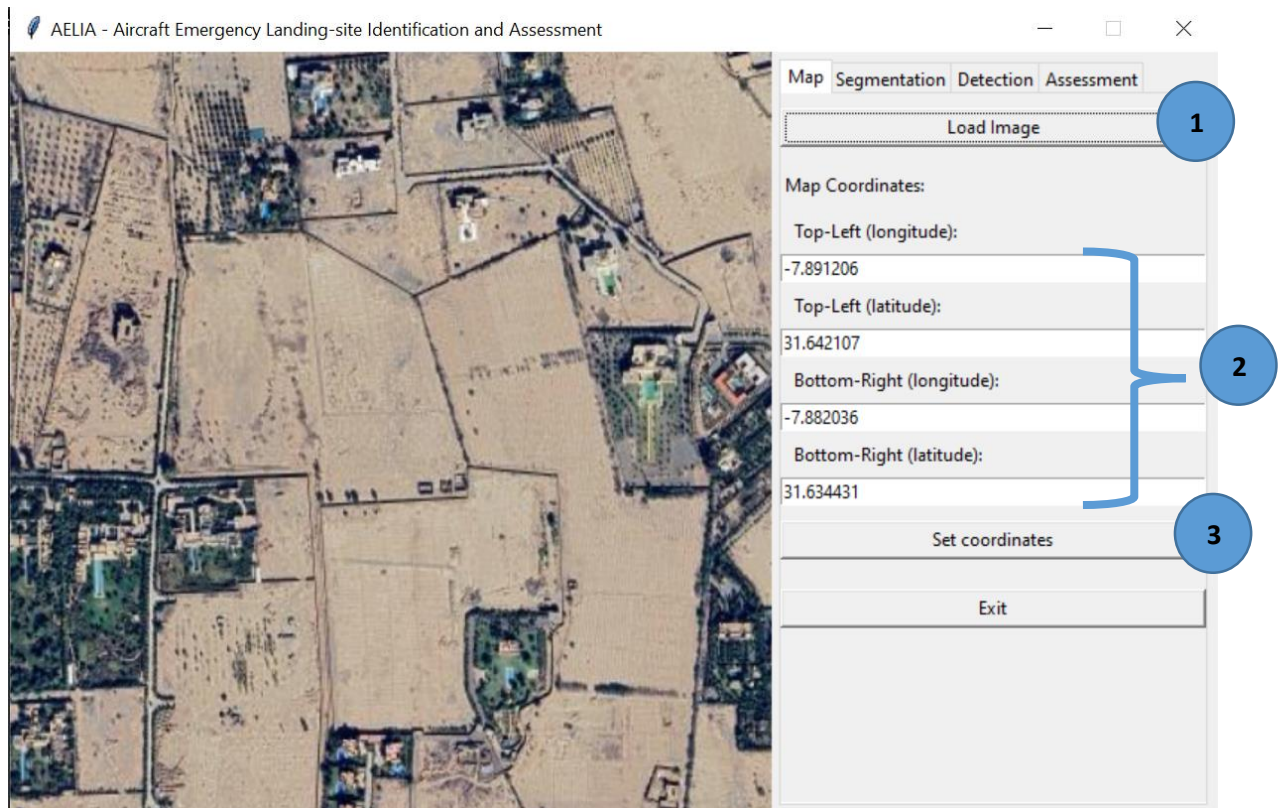 AELIA - Aircraft Emergency Landing-site Identification and Assessment
Map Segmentation Detection Assessment
Load Image
1
Map Coordinates:
Top-Left (longitude):
-7.891206
Top-Left (latitude):
31.642107
2
Bottom-Right (longitude):
-7.882036
Bottom-Right (latitude):
31.634431
Set coordinates
3
Exit